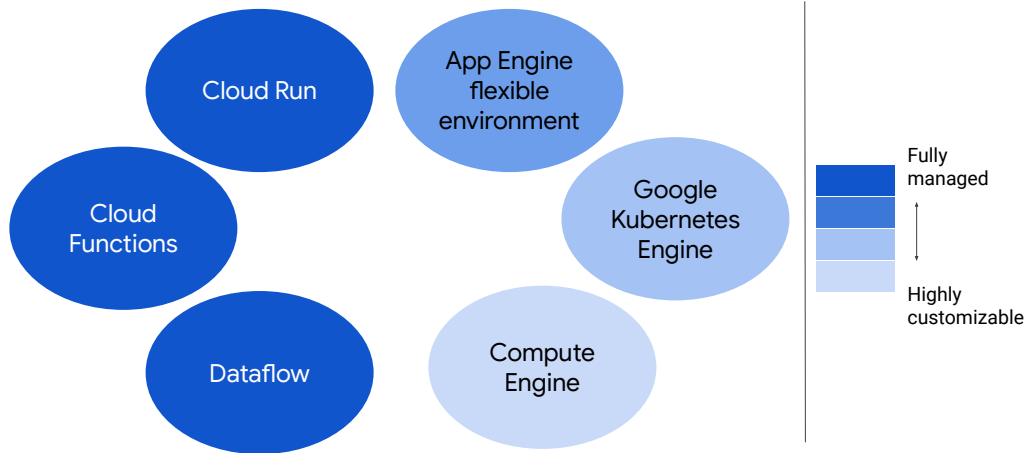 Cloud Run
App Engine
flexible
environment
Cloud
Functions
Google
Kubernetes
Engine
Dataflow
Compute
Engine
Fully
managed
Highly
customizable